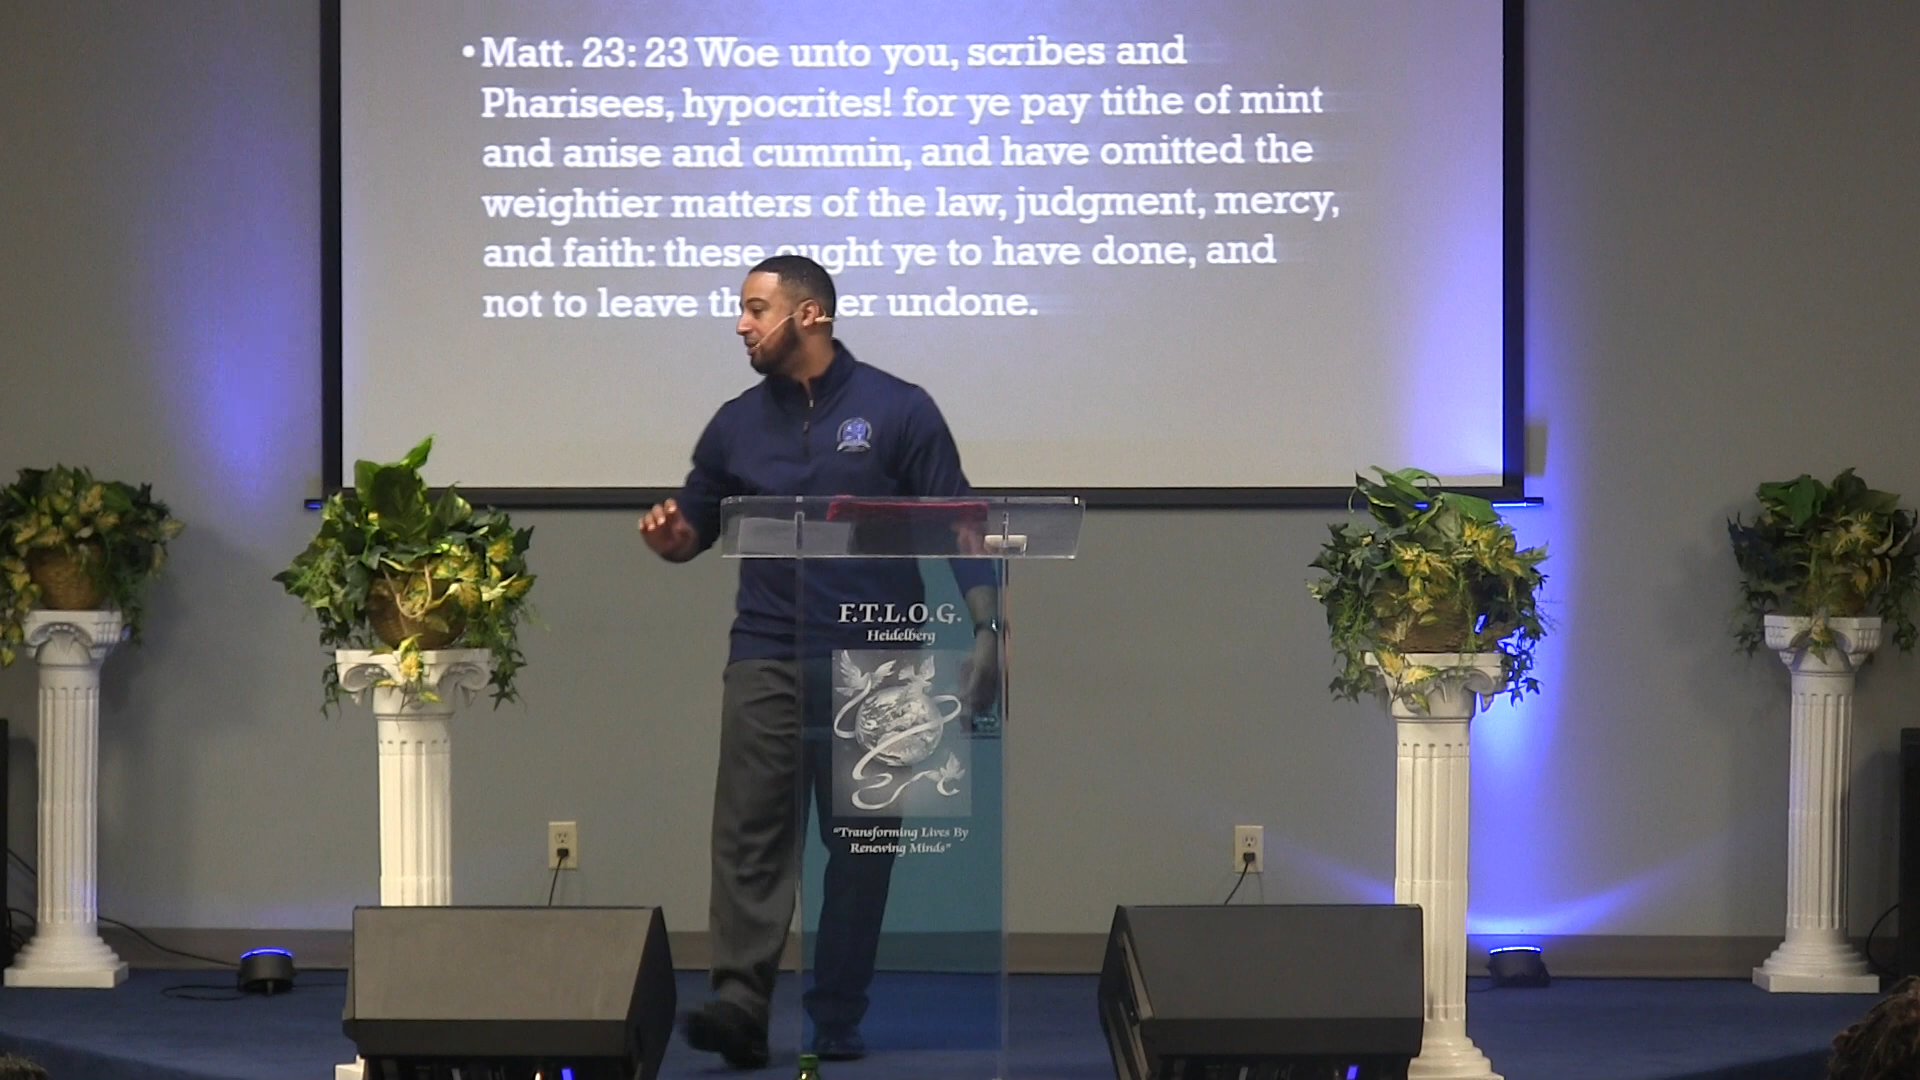 • Matt. 23: 23 Woe unto you, scribes and
Pharisees, hypocrites! for ye pay tithe of mint
and anise and cummin, and have omitted the
weightier matters of the law, judgment, mercy,
and faith: these ought ye to have done, and
not to leave undone.
F.T.L.O.G.
Heidelberg
"Transforming Lives By
Renewing Minds"